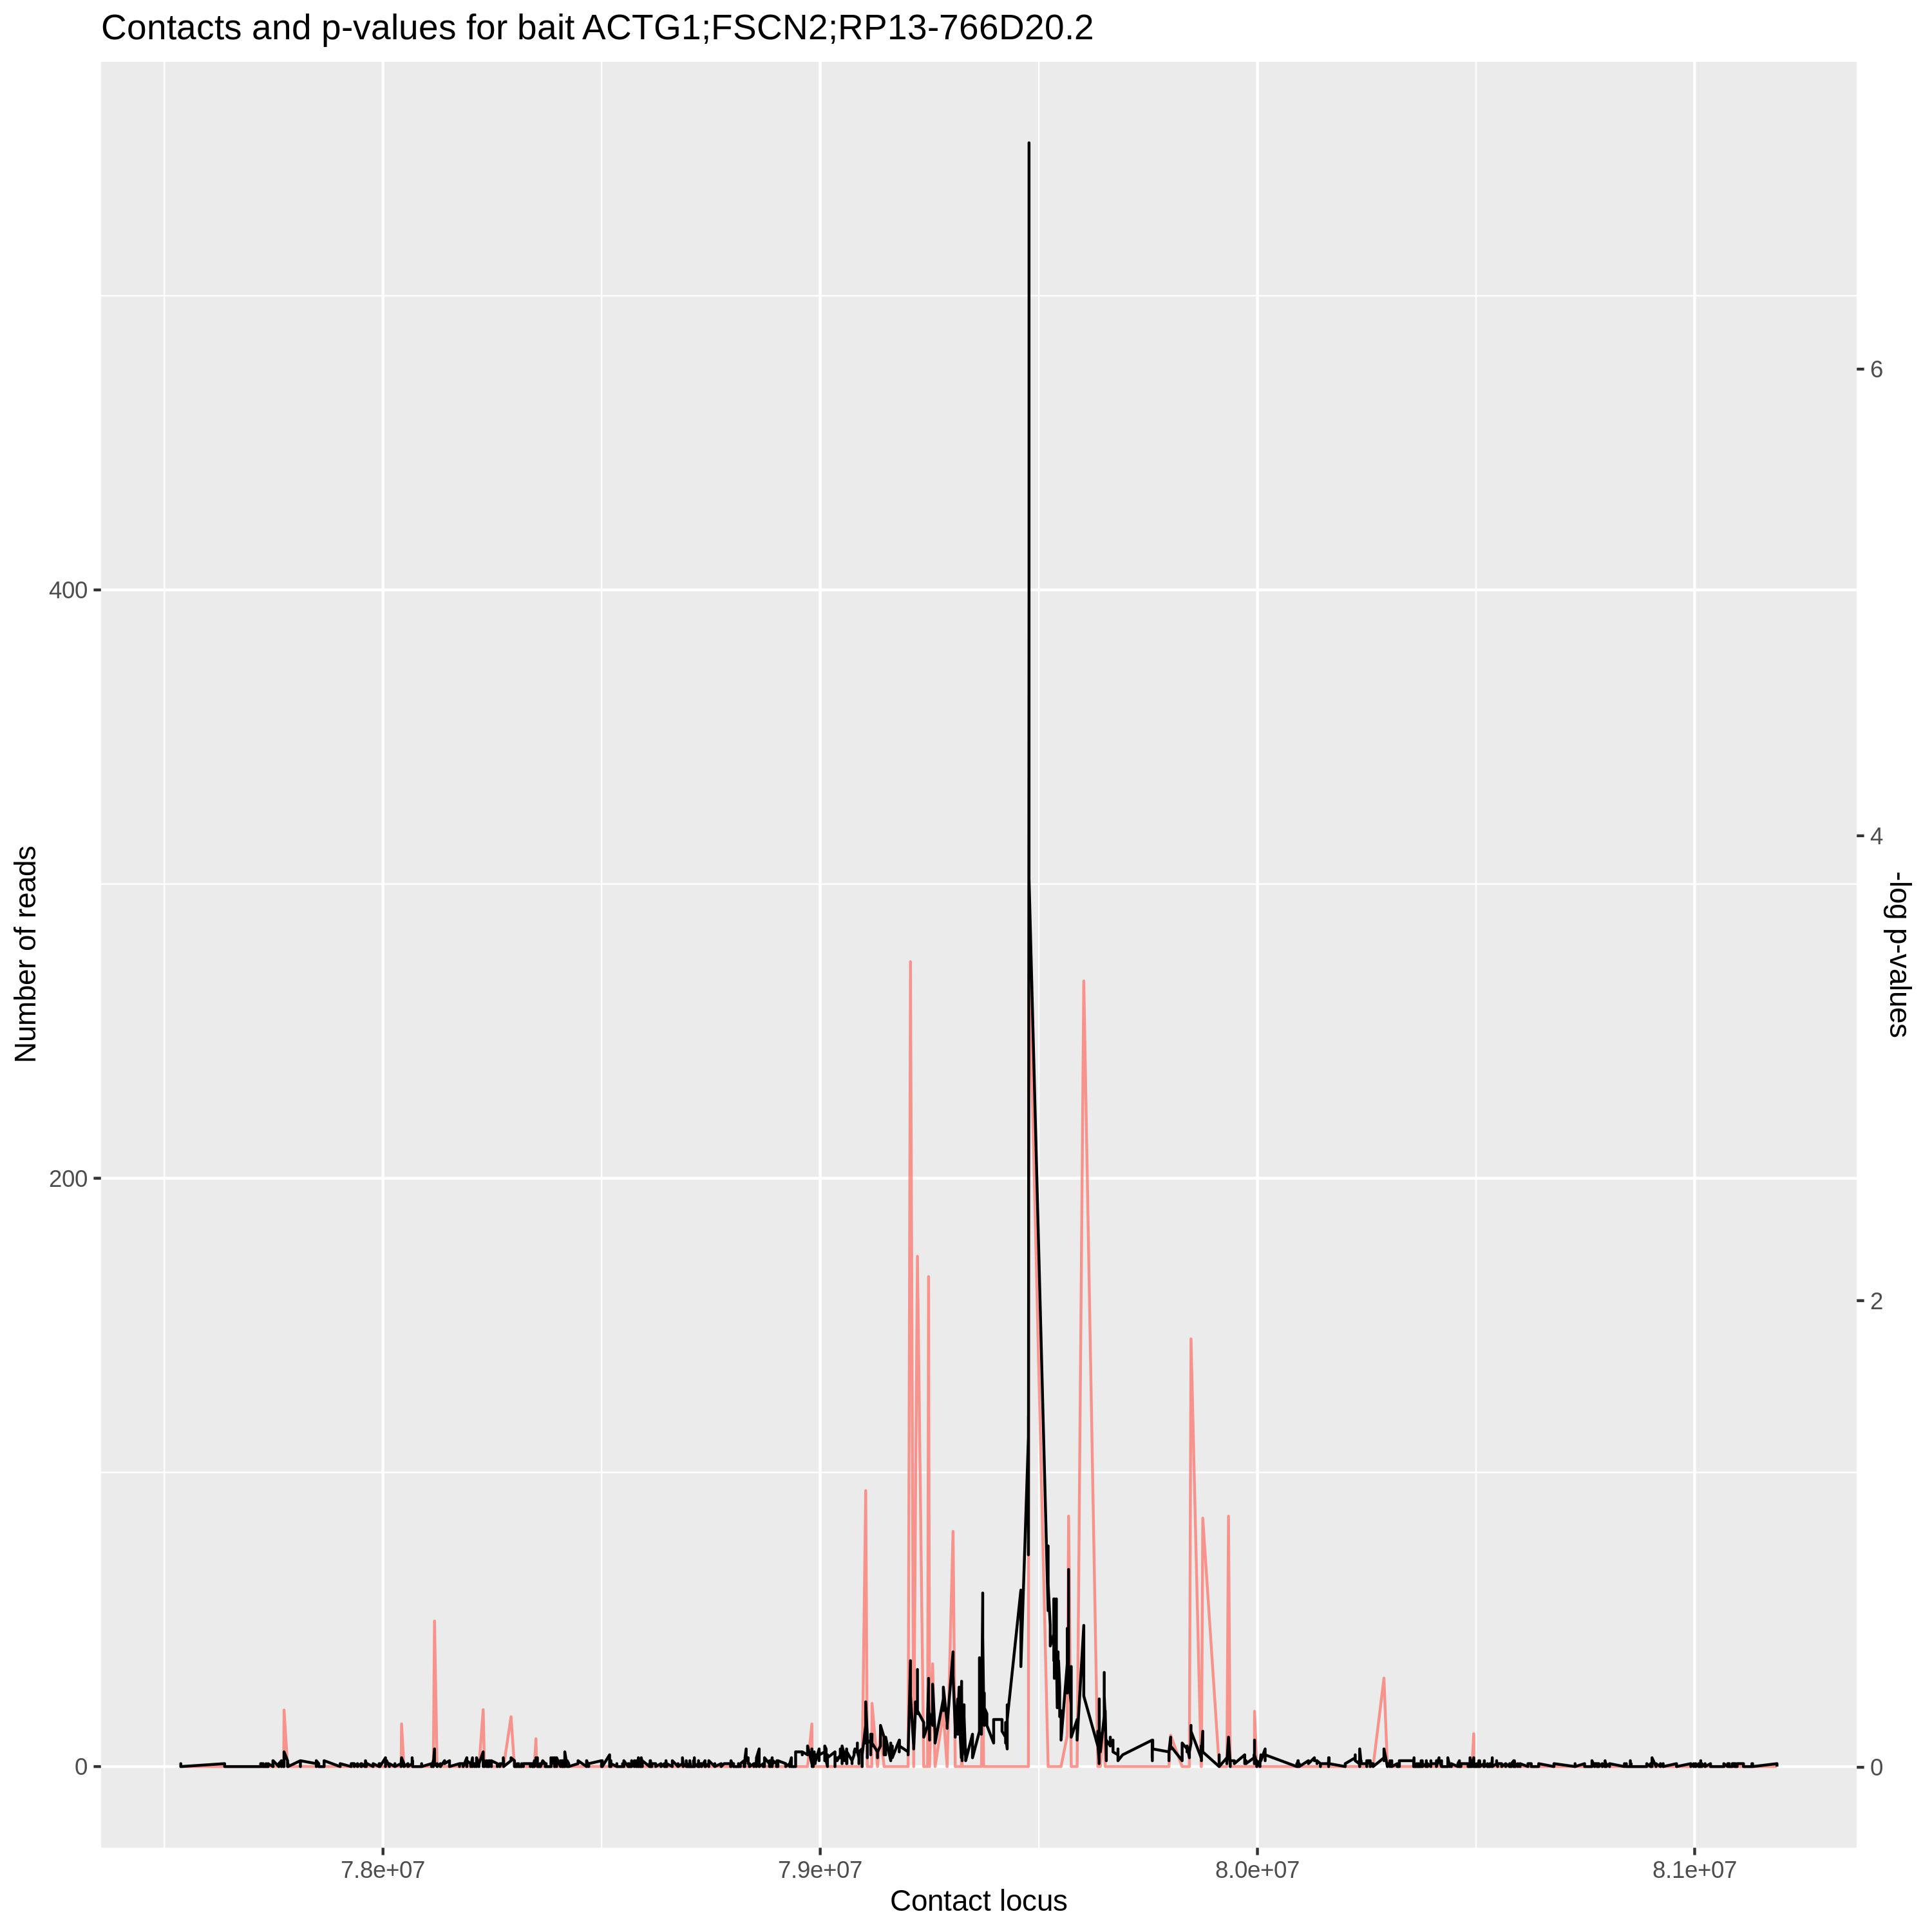 Contacts and p-values for bait ACTG1;FSCN2;RP13-766D20.2
400
200
0
Number of reads
6
4
2
0
-log p-values
7.8e+07
7.9e+07
8.0e+07
8.1e+07
Contact locus